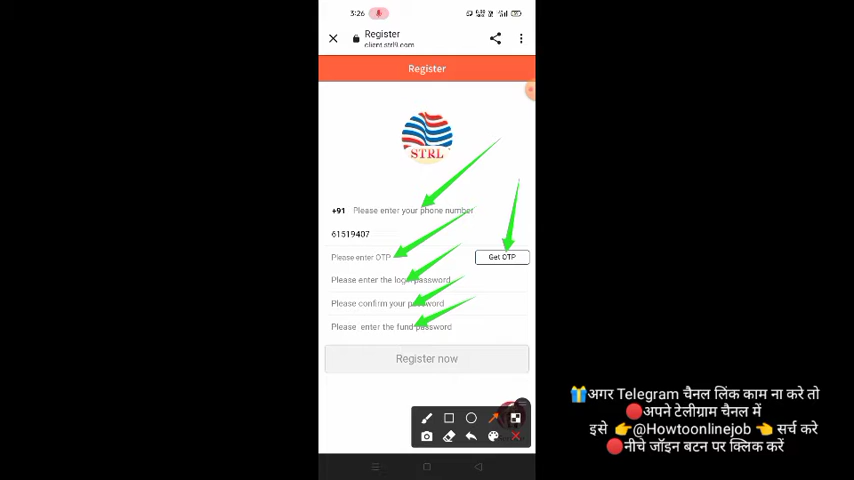 3:26
Register
client.strl9.com
Register
STRL
+91 Please enter your phone number
61519407
Please enter OTP
Get OTP
Please enter the login password
Please confirm your password
Please enter the fund password
Register now
🎁अगर Telegram चैनल लिंक काम ना करे तो
🔴अपने टेलीग्राम चैनल में
इसे 👉@Howtoonlinejob 👈 सर्च करे
🔴नीचे जॉइन बटन पर क्लिक करें